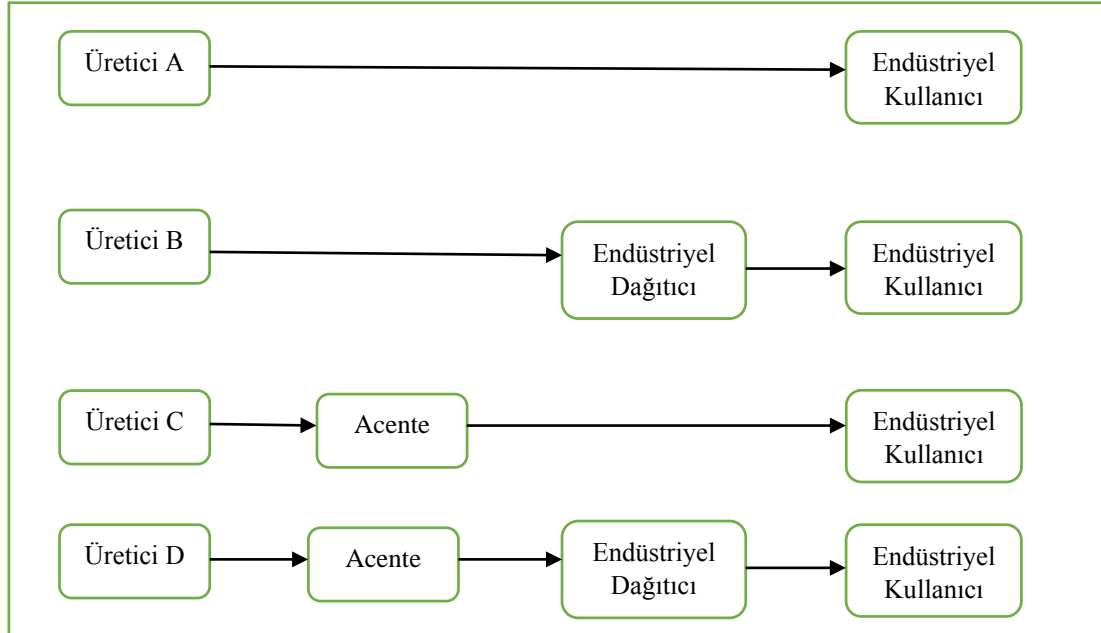 Üretici A
Endüstriyel
Kullanıcı
Üretici B
Endüstriyel
Dağıtıcı
Endüstriyel
Kullanıcı
Üretici C
Acente
Endüstriyel
Kullanıcı
Üretici D
Acente
Endüstriyel
Dağıtıcı
Endüstriyel
Kullanıcı